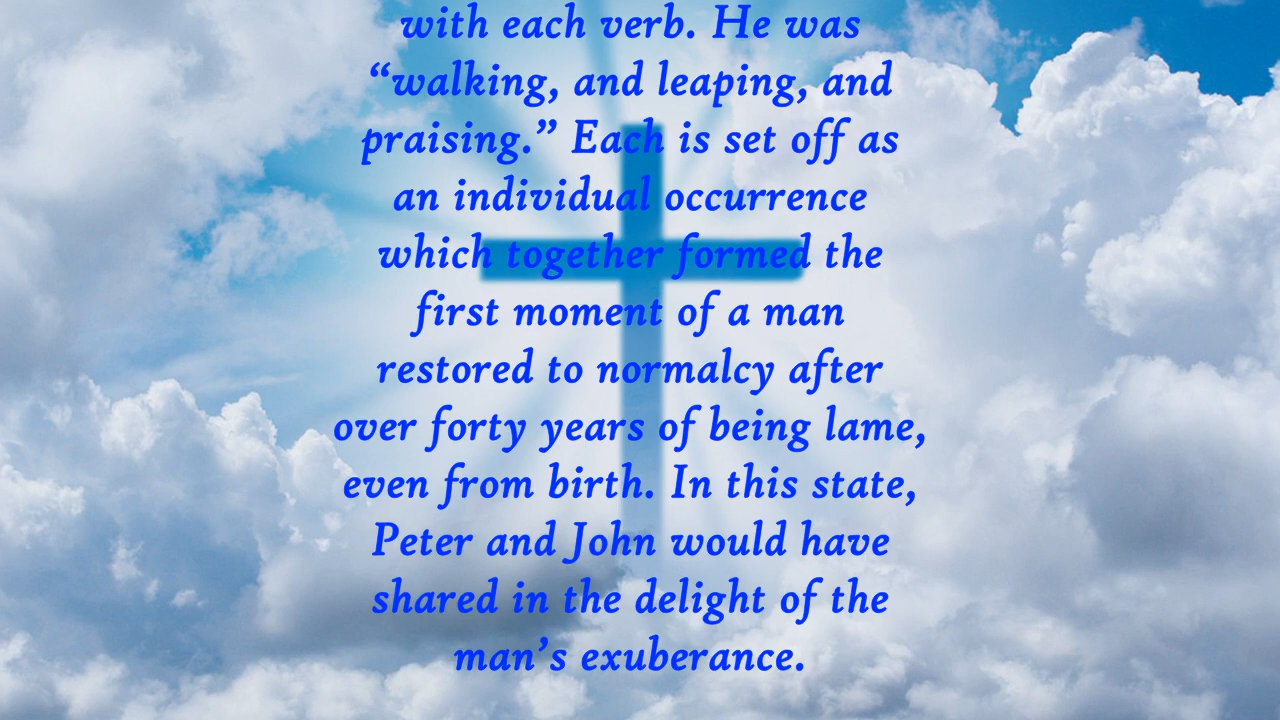 with each verb. He was
“walking, and leaping, and
praising.” Each is set off as
an individual occurrence
which together formed the
first moment of a man
restored to normalcy after
over forty years of being lame,
even from birth. In this state,
Peter and John would have
shared in the delight of the
man’s exuberance.